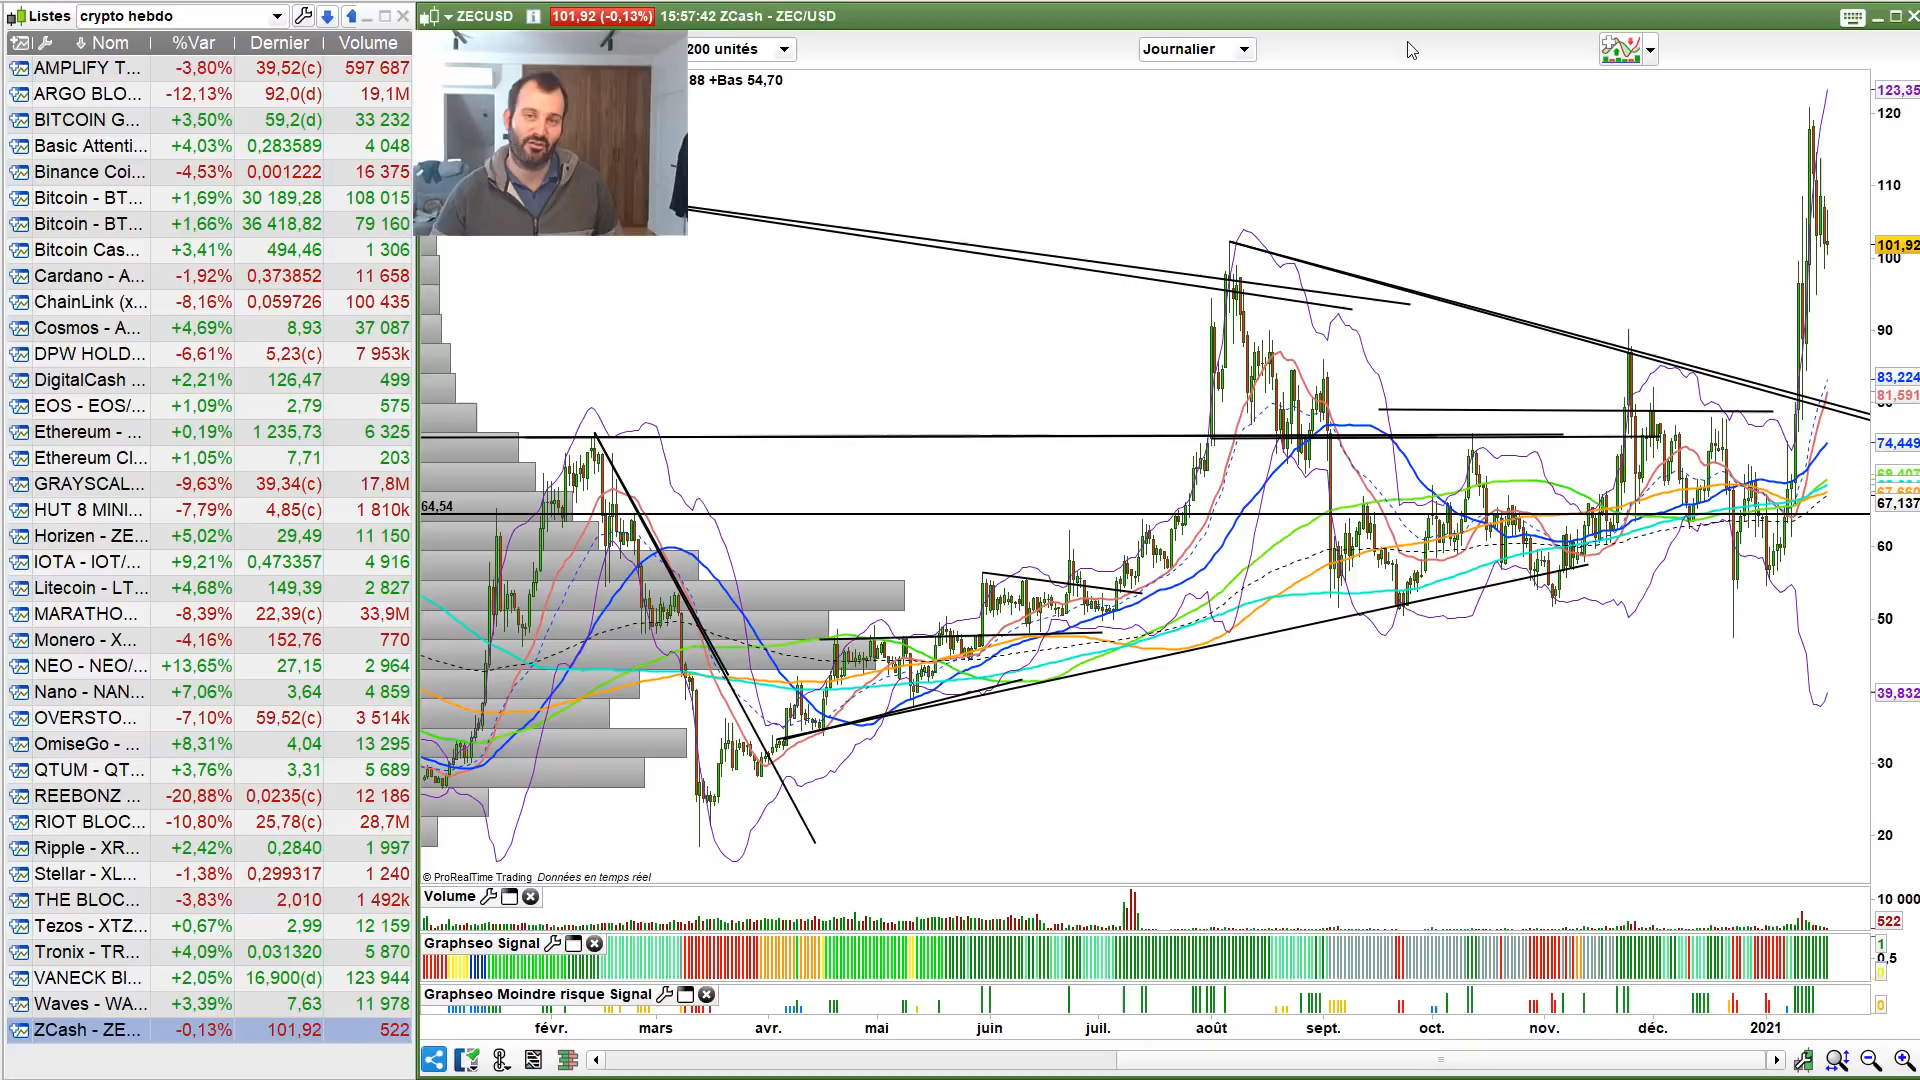 Listes crypto hebdo
ZECUSD 101,92 (-0,13%) 15:57:42 ZCash - ZEC/USD
Nom %Var Dernier Volume
200 unités Journalier
88 +Bas 54,70
AMPLIFY T... -3,80% 39,52(c) 597 687
ARGO BLO... -12,13% 92,0(d) 19,1M
BITCOIN G... +3,50% 59,2(d) 33 232
Basic Attenti... +4,03% 0,283589 4 048
Binance Coi... -4,53% 0,001222 16 375
Bitcoin - BT... +1,69% 30 189,28 108 015
Bitcoin - BT... +1,66% 36 418,82 79 160
Bitcoin Cas... +3,41% 494,46 1 306
Cardano - A... -1,92% 0,373852 11 658
ChainLink (x... -8,16% 0,059726 100 435
Cosmos - A... +4,69% 8,93 37 087
DPW HOLD... -6,61% 5,23(c) 7 953k
DigitalCash ... +2,21% 126,47 499
EOS - EOS/... +1,09% 2,79 575
Ethereum - ... +0,19% 1 235,73 6 325
Ethereum Cl... +1,05% 7,71 203
GRAYSCAL... -9,63% 39,34(c) 17,8M
HUT 8 MINI... -7,79% 4,85(c) 1 810k
Horizen - ZE... +5,02% 29,49 11 150
IOTA - IOT/... +9,21% 0,473357 4 916
Litecoin - LT... +4,68% 149,39 2 827
MARATHO... -8,39% 22,39(c) 33,9M
Monero - X... -4,16% 152,76 770
NEO - NEO/... +13,65% 27,15 2 964
Nano - NAN... +7,06% 3,64 4 859
OVERSTO... -7,10% 59,52(c) 3 514k
OmiseGo - ... +8,31% 4,04 13 295
QTUM - QT... +3,76% 3,31 5 689
REEBONZ ... -20,88% 0,0235(c) 12 186
RIOT BLOC... -10,80% 25,78(c) 28,7M
Ripple - XR... +2,42% 0,2840 1 997
Stellar - XL... -1,38% 0,299317 1 240
THE BLOC... -3,83% 2,010 1 492k
Tezos - XTZ... +0,67% 2,99 12 159
Tronix - TR... +4,09% 0,031320 5 870
VANECK BI... +2,05% 16,900(d) 123 944
Waves - WA... +3,39% 7,63 11 978
ZCash - ZE... -0,13% 101,92 522
123,35
120
110
101,92
100
90
83,224
81,591
74,449
67,137
64,54
60
50
39,832
30
20
© ProRealTime Trading Données en temps réel
Volume
10 000
522
Graphseo Signal
1
0,5
0
Graphseo Moindre risque Signal
0
févr. mars avr. mai juin juil. août sept. oct. nov. déc. 2021